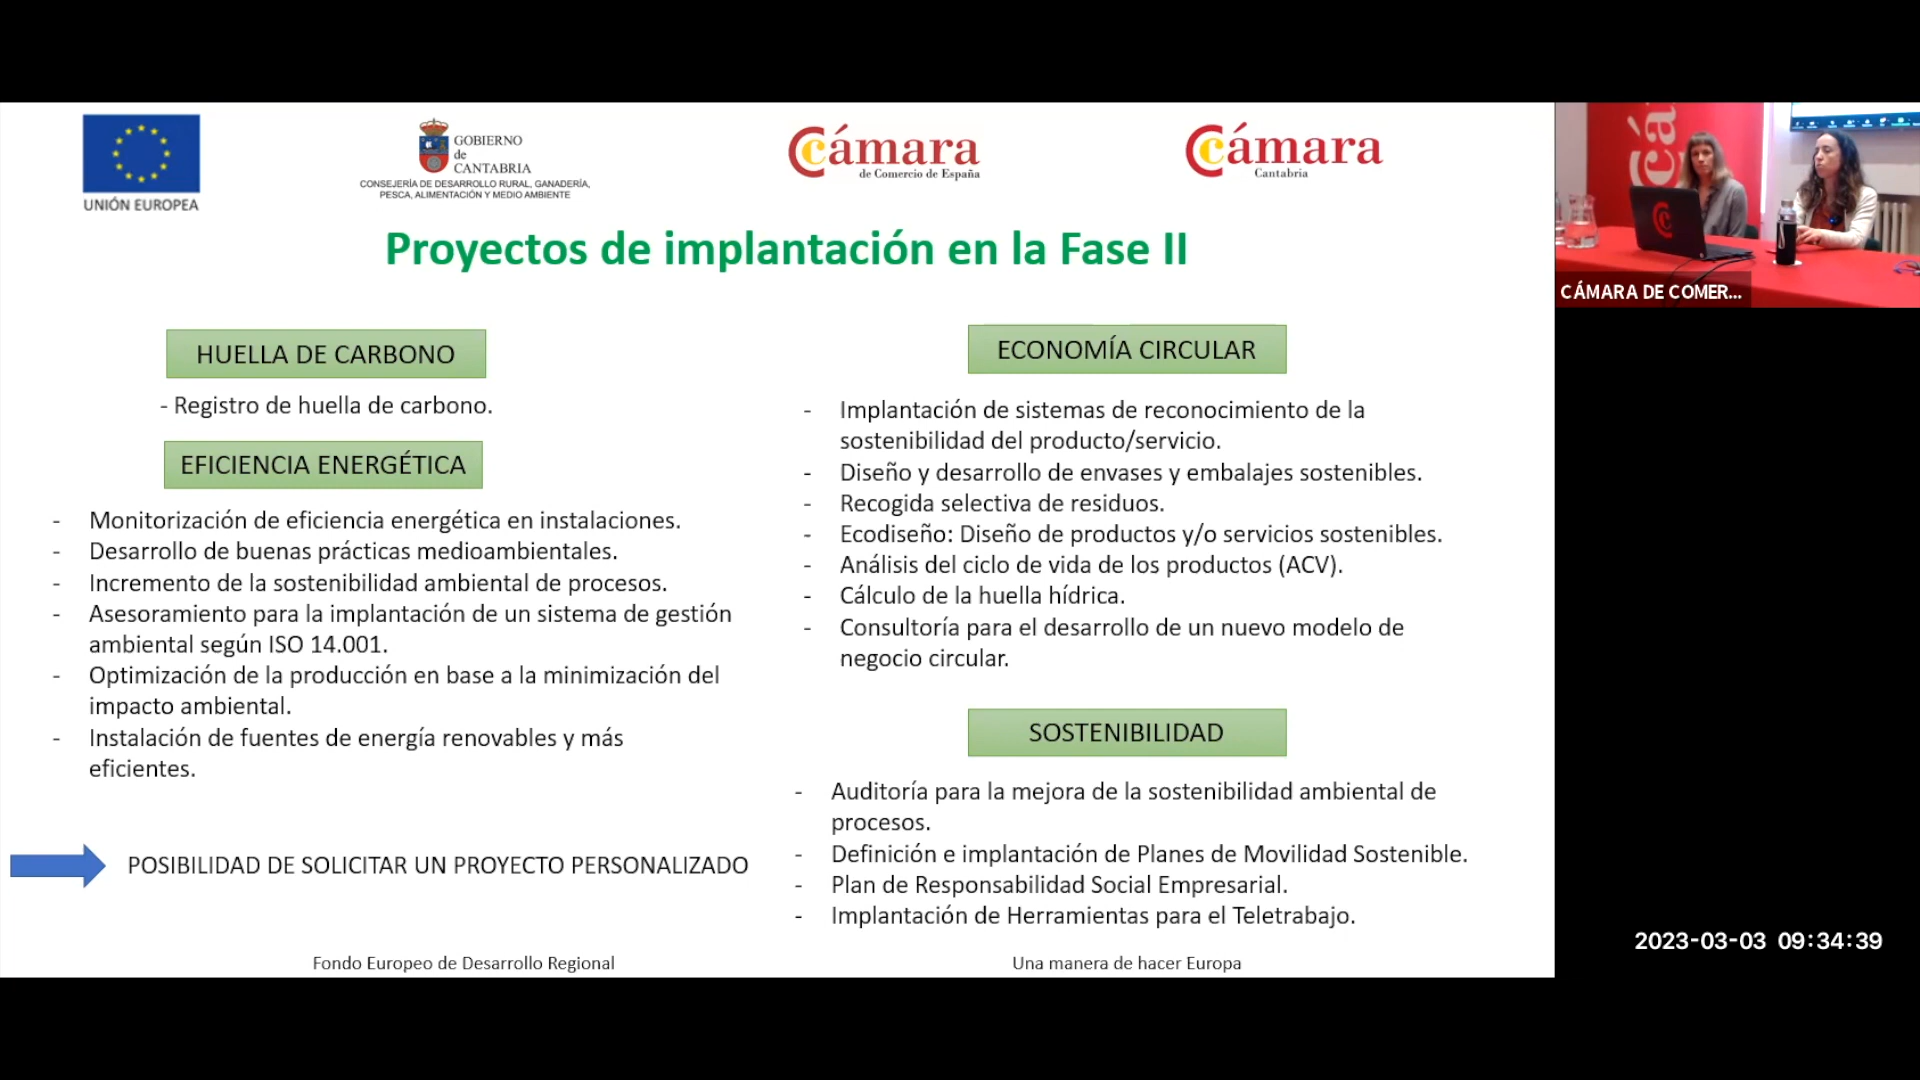 UNIÓN EUROPEA
GOBIERNO
de
CANTABRIA
CONSEJERÍA DE DESARROLLO RURAL, GANADERÍA,
PESCA, ALIMENTACIÓN Y MEDIO AMBIENTE
Cámara
de Comercio de España
Cámara
Cantabria
Proyectos de implantación en la Fase II
HUELLA DE CARBONO
- Registro de huella de carbono.
EFICIENCIA ENERGÉTICA
- Monitorización de eficiencia energética en instalaciones.
- Desarrollo de buenas prácticas medioambientales.
- Incremento de la sostenibilidad ambiental de procesos.
- Asesoramiento para la implantación de un sistema de gestión
ambiental según ISO 14.001.
- Optimización de la producción en base a la minimización del
impacto ambiental.
- Instalación de fuentes de energía renovables y más
eficientes.
POSIBILIDAD DE SOLICITAR UN PROYECTO PERSONALIZADO
ECONOMÍA CIRCULAR
- Implantación de sistemas de reconocimiento de la
sostenibilidad del producto/servicio.
- Diseño y desarrollo de envases y embalajes sostenibles.
- Recogida selectiva de residuos.
- Ecodiseño: Diseño de productos y/o servicios sostenibles.
- Análisis del ciclo de vida de los productos (ACV).
- Cálculo de la huella hídrica.
- Consultoría para el desarrollo de un nuevo modelo de
negocio circular.
SOSTENIBILIDAD
- Auditoría para la mejora de la sostenibilidad ambiental de
procesos.
- Definición e implantación de Planes de Movilidad Sostenible.
- Plan de Responsabilidad Social Empresarial.
- Implantación de Herramientas para el Teletrabajo.
Fondo Europeo de Desarrollo Regional
Una manera de hacer Europa
CÁMARA DE COMER...
2023-03-03 09:34:39